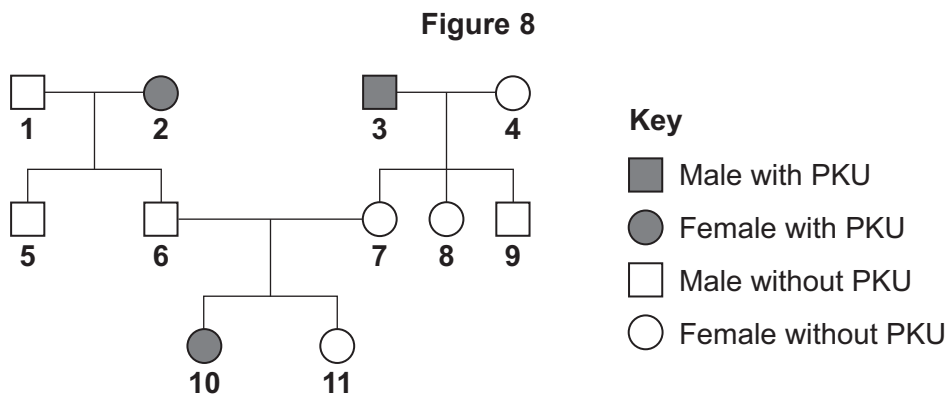 Figure 8
1 2 3 4
Key
Male with PKU
Female with PKU
Male without PKU
Female without PKU
5 6 7 8 9
10 11